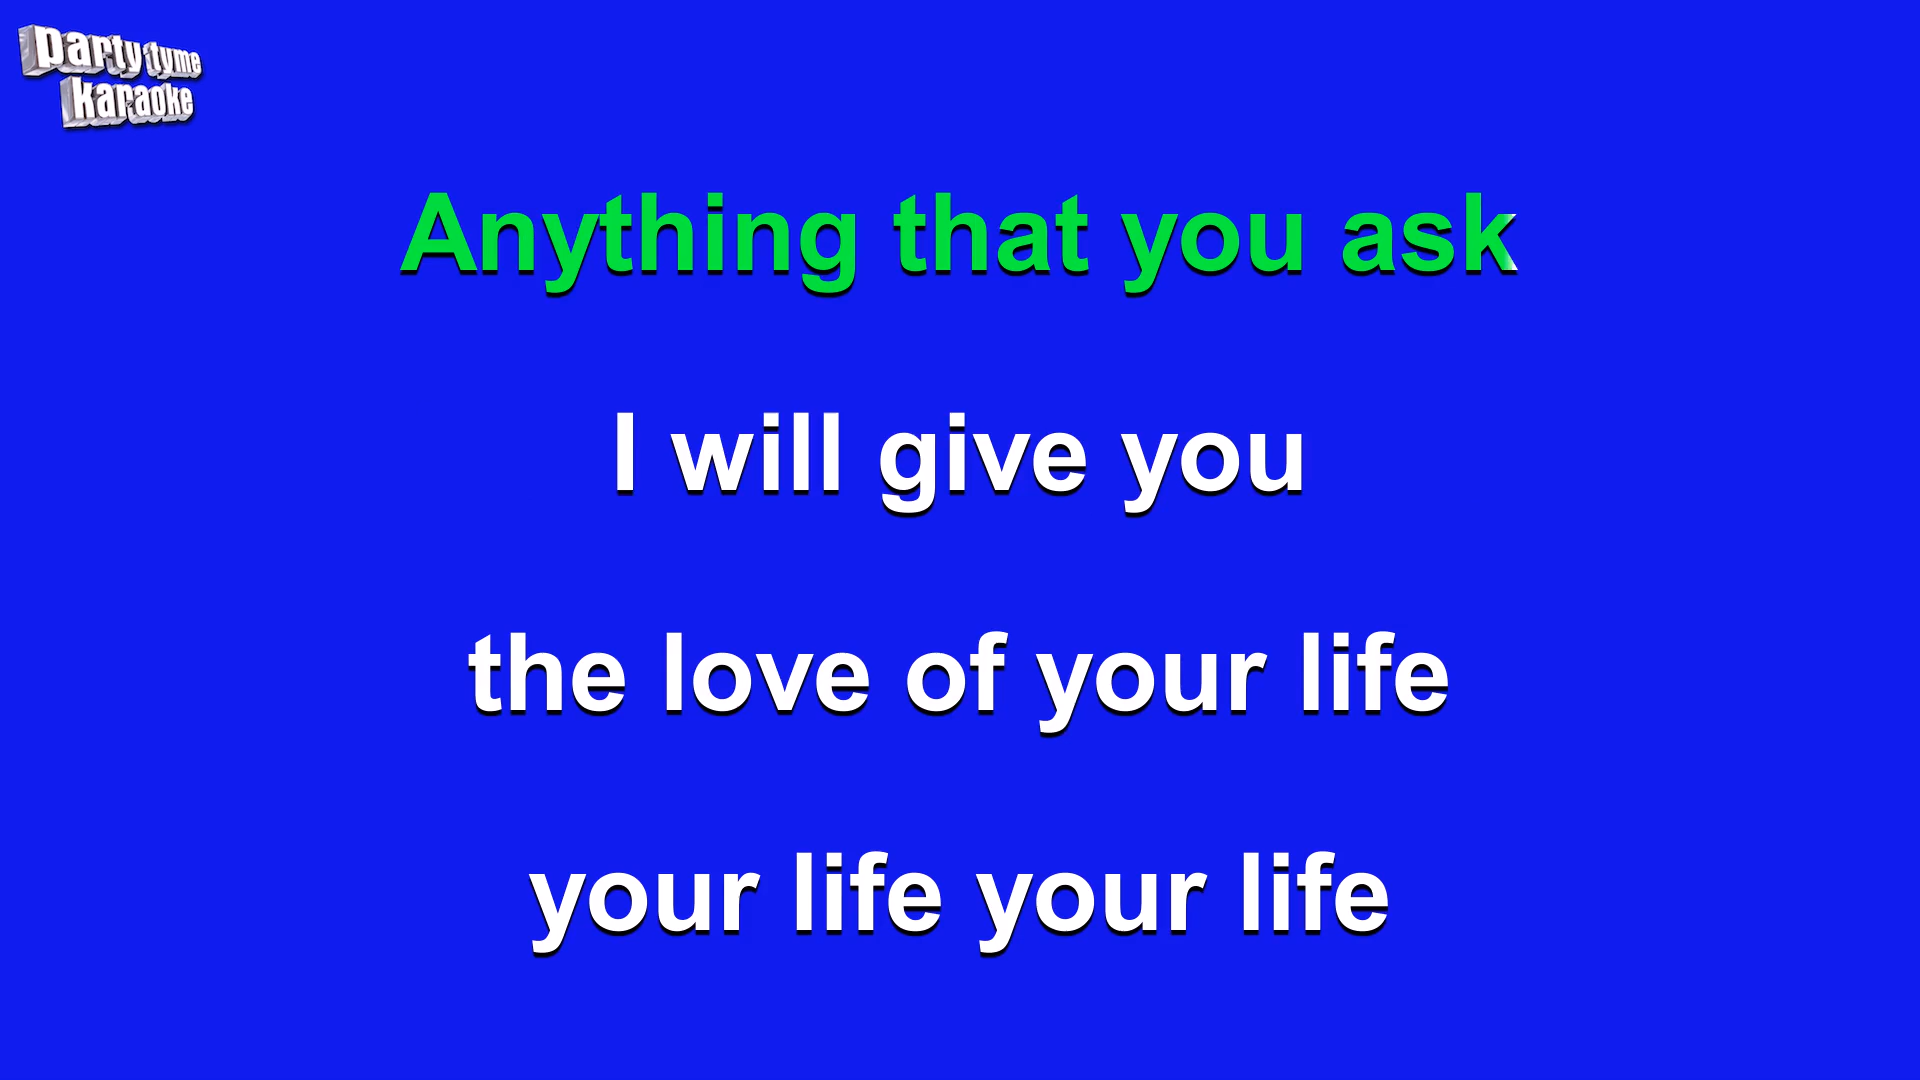 party tyme
karaoke
Anything that you ask
I will give you
the love of your life
your life your life